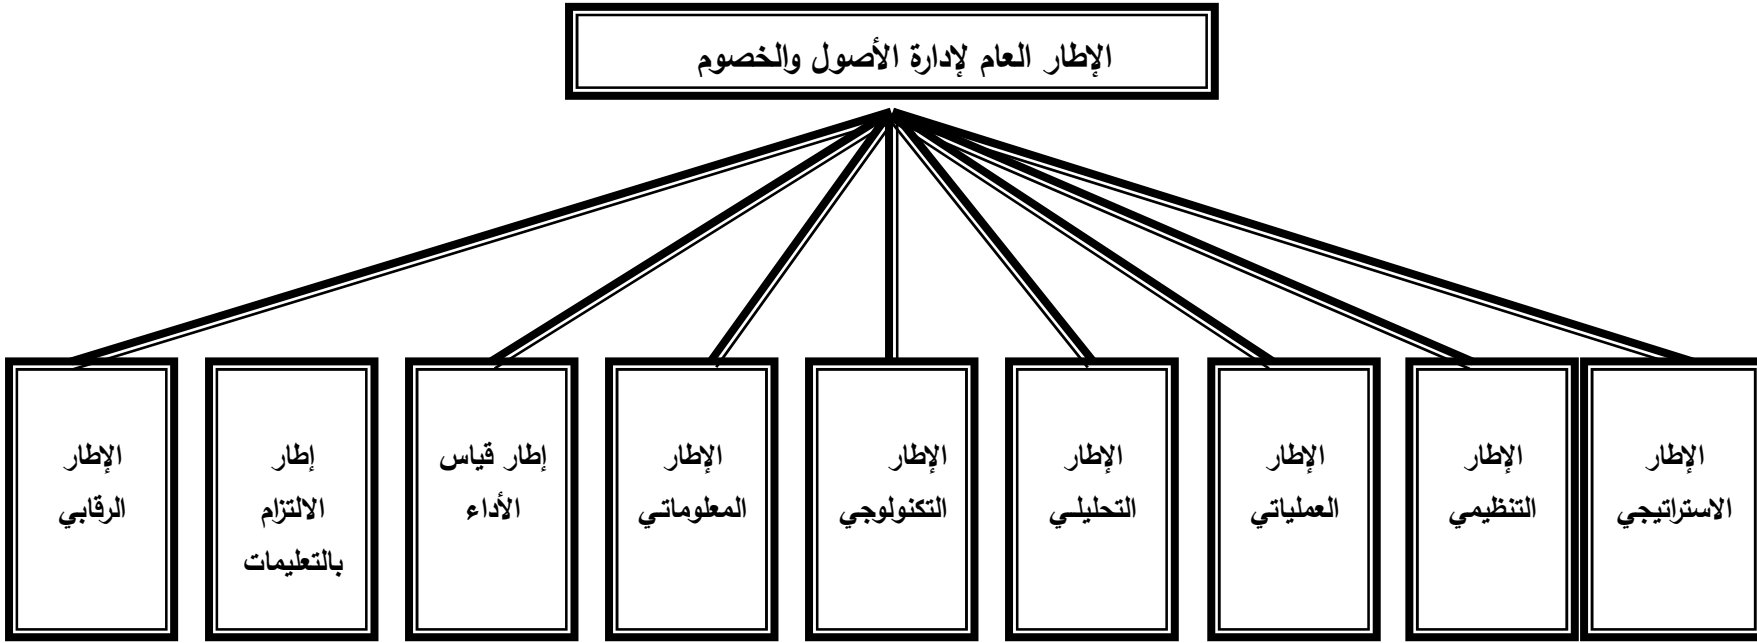 الإطار العام لإدارة الأصول والخصوم
الإطار
الاستراتيجي
الإطار
التنظيمي
الإطار
العملياتي
الإطار
التحليلي
الإطار
التكنولوجي
الإطار
المعلوماتي
إطار قياس
الأداء
إطار
الالتزام
بالتعليمات
الإطار
الرقابي